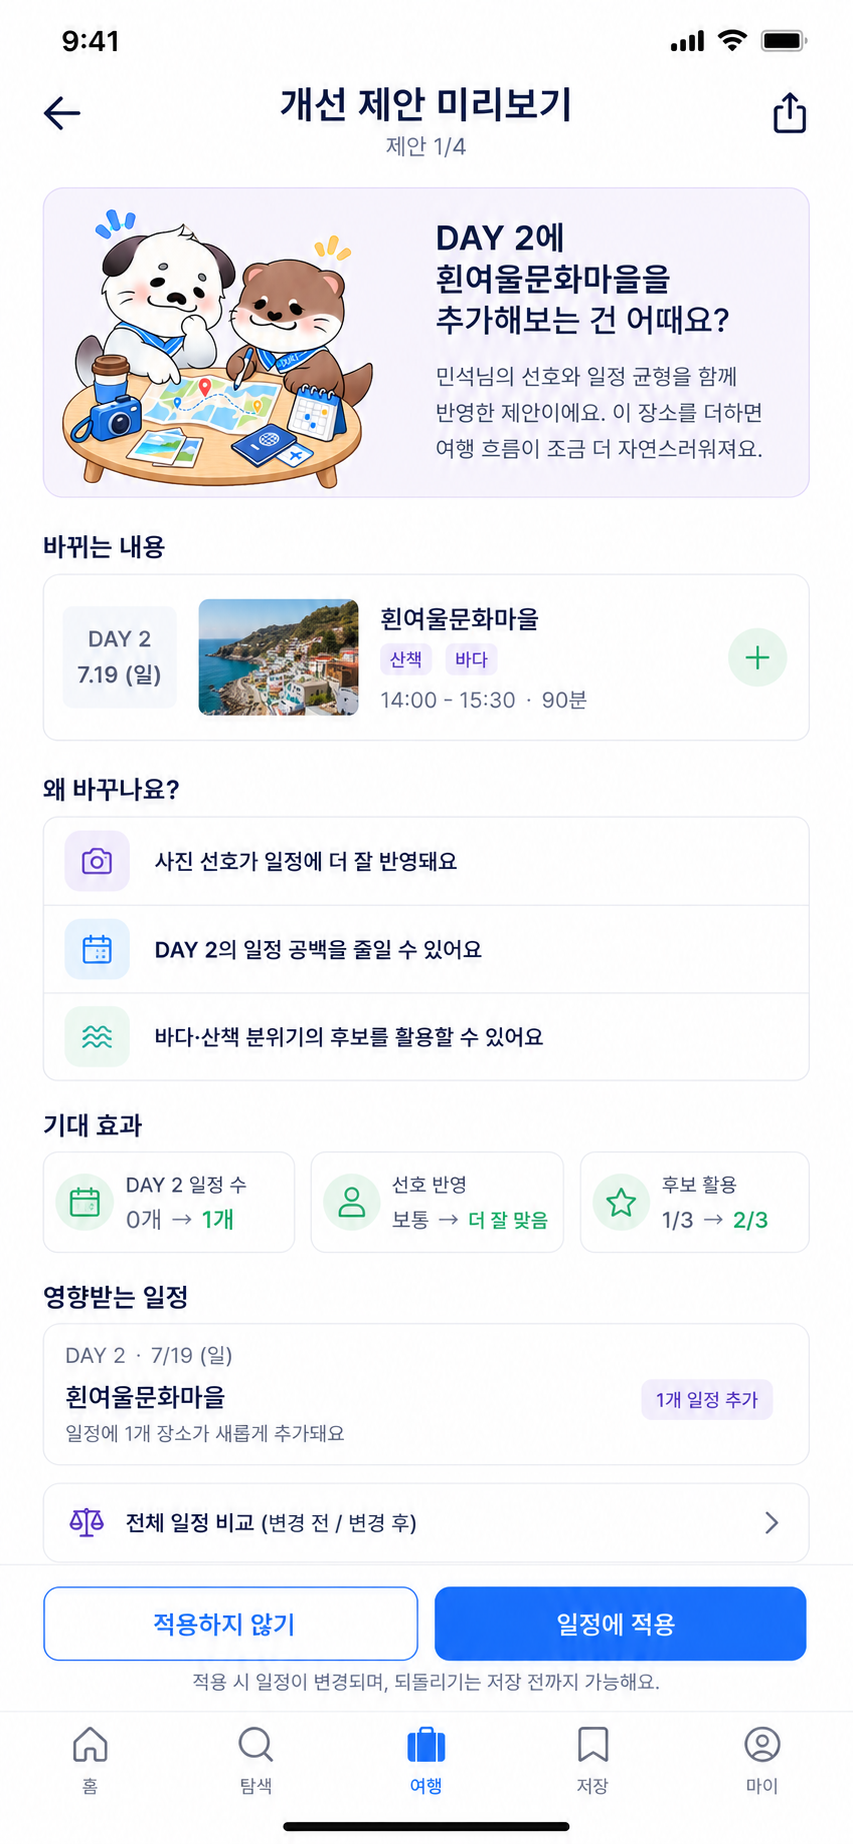 9:41
개선 제안 미리보기
제안 1/4
DAY 2에
흰여울문화마을을
추가해보는 건 어때요?
민석님의 선호와 일정 균형을 함께
반영한 제안이에요. 이 장소를 더하면
여행 흐름이 조금 더 자연스러워져요.
바뀌는 내용
DAY 2
7.19 (일)
흰여울문화마을
산책 바다
14:00 - 15:30 · 90분
왜 바꾸나요?
사진 선호가 일정에 더 잘 반영돼요
DAY 2의 일정 공백을 줄일 수 있어요
바다·산책 분위기의 후보를 활용할 수 있어요
기대 효과
DAY 2 일정 수
0개 → 1개
선호 반영
보통 → 더 잘 맞음
후보 활용
1/3 → 2/3
영향받는 일정
DAY 2 · 7/19 (일)
흰여울문화마을
일정에 1개 장소가 새롭게 추가돼요
1개 일정 추가
전체 일정 비교 (변경 전 / 변경 후)
적용하지 않기
일정에 적용
적용 시 일정이 변경되며, 되돌리기는 저장 전까지 가능해요.
홈
탐색
여행
저장
마이